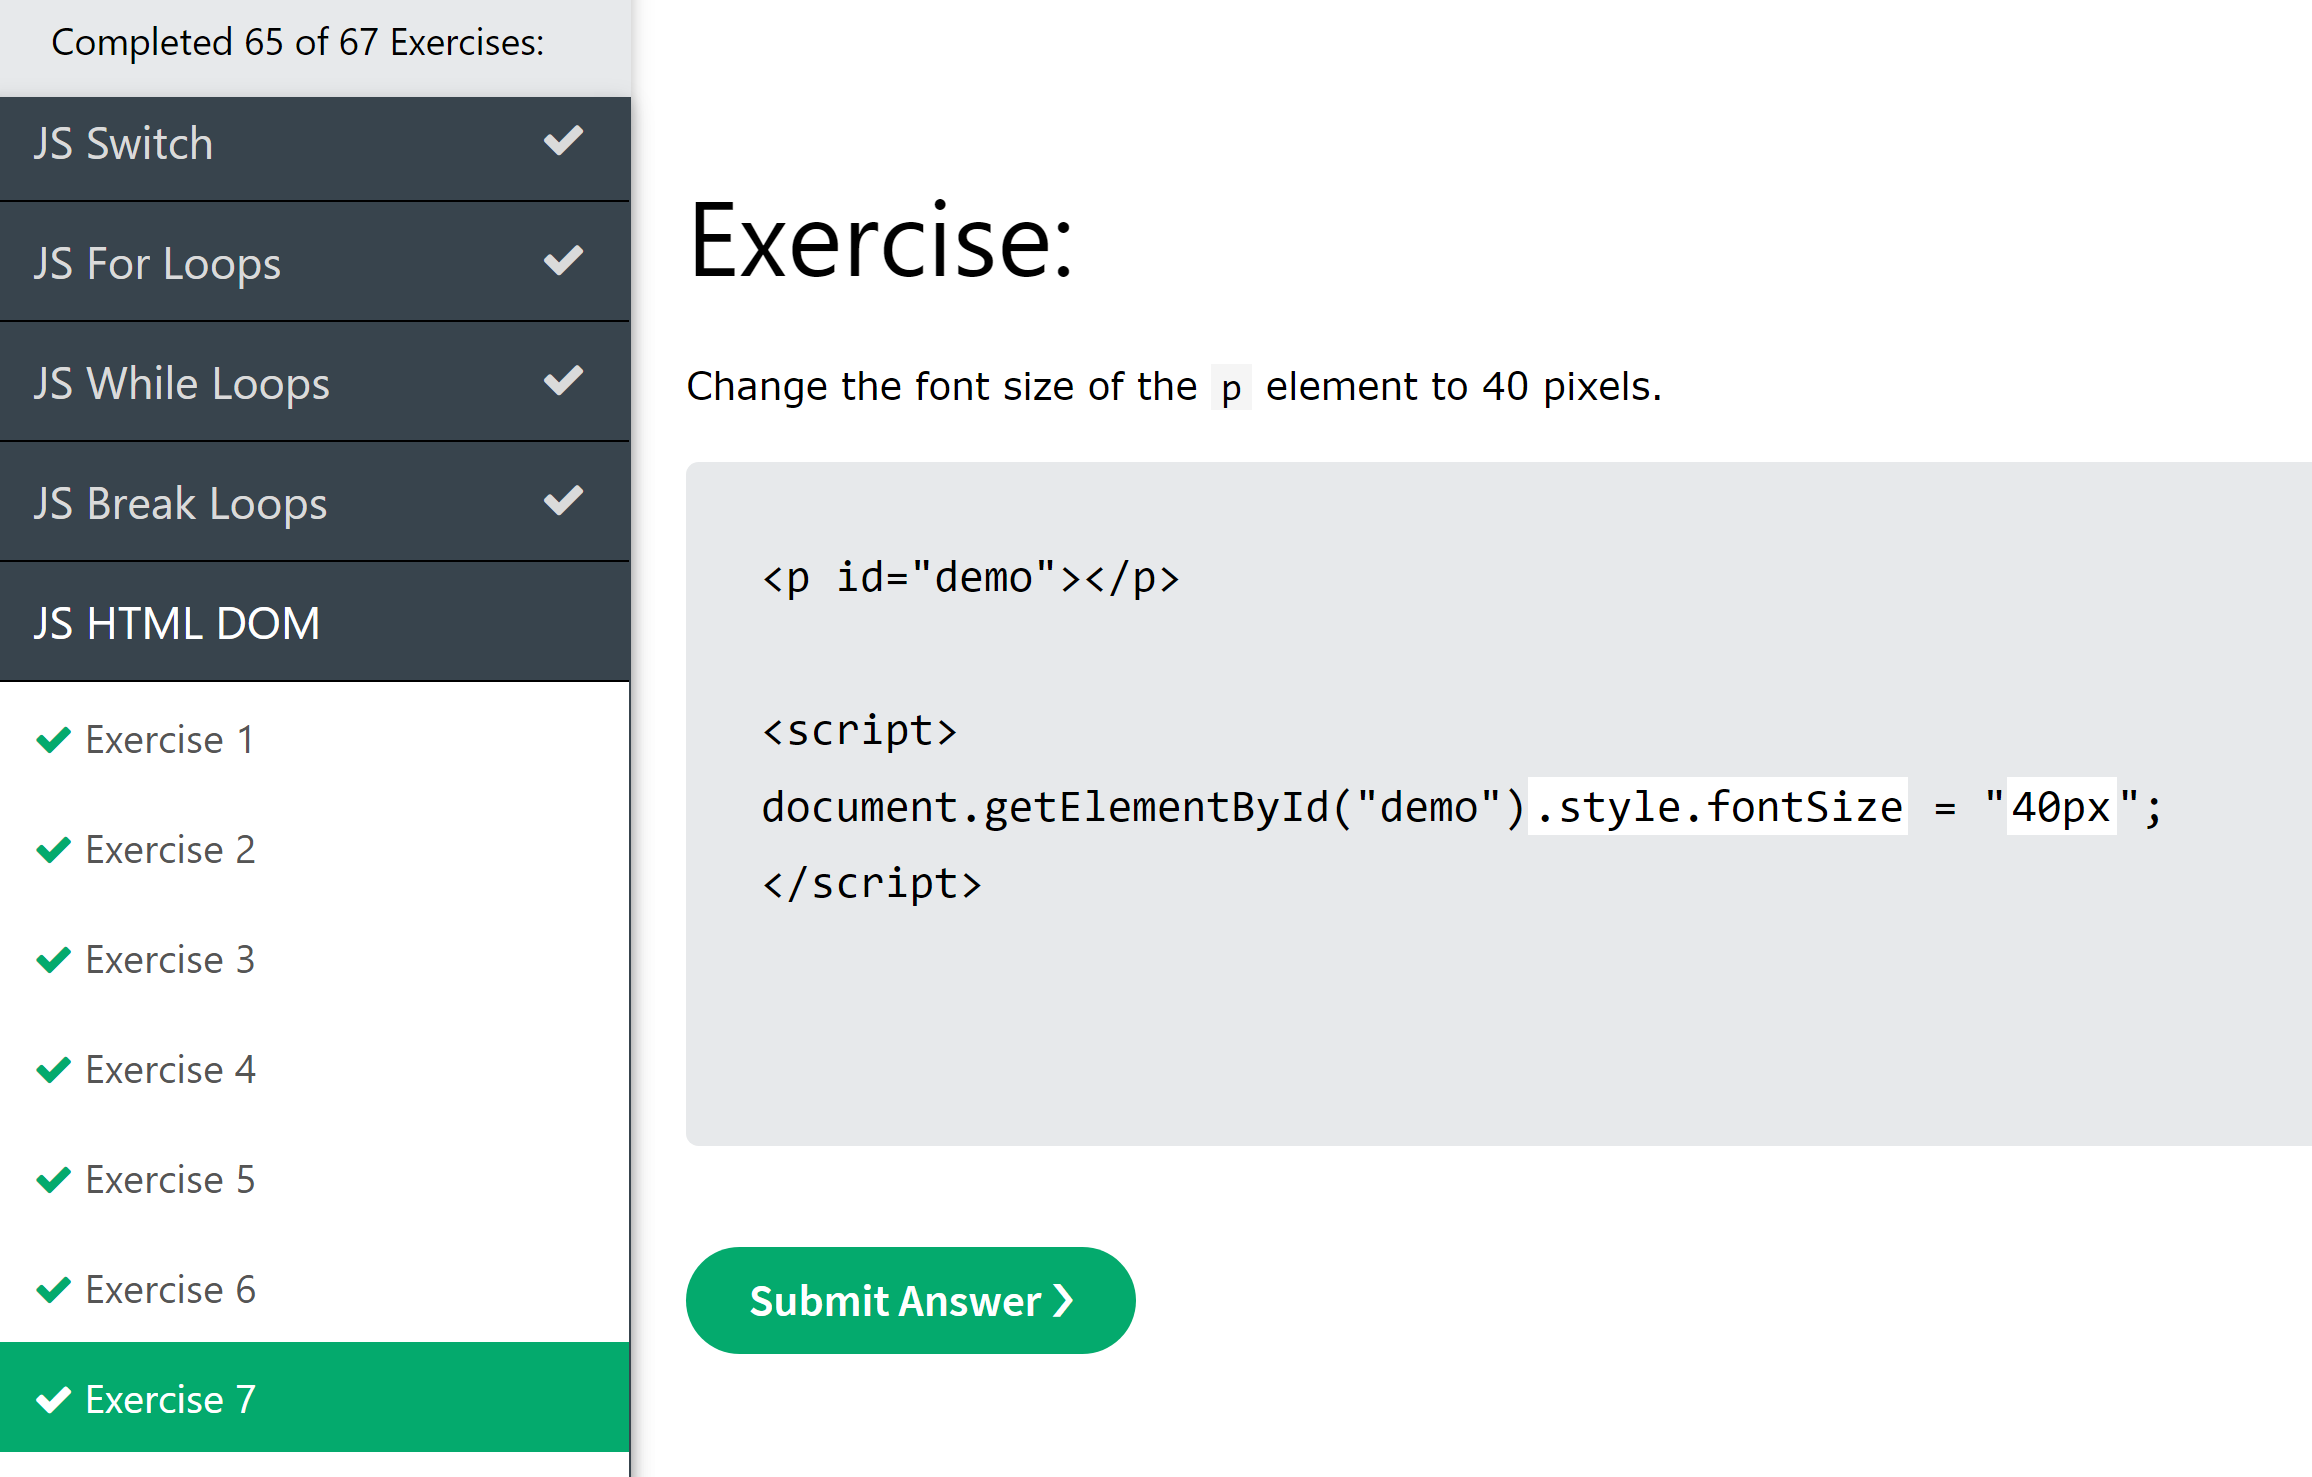 Completed 65 of 67 Exercises:
JS Switch
JS For Loops
JS While Loops
JS Break Loops
JS HTML DOM
Exercise 1
Exercise 2
Exercise 3
Exercise 4
Exercise 5
Exercise 6
Exercise 7
Exercise:
Change the font size of the p element to 40 pixels.
<p id="demo"></p>
<script>
document.getElementById("demo").style.fontSize = "40px";
</script>
Submit Answer ❯